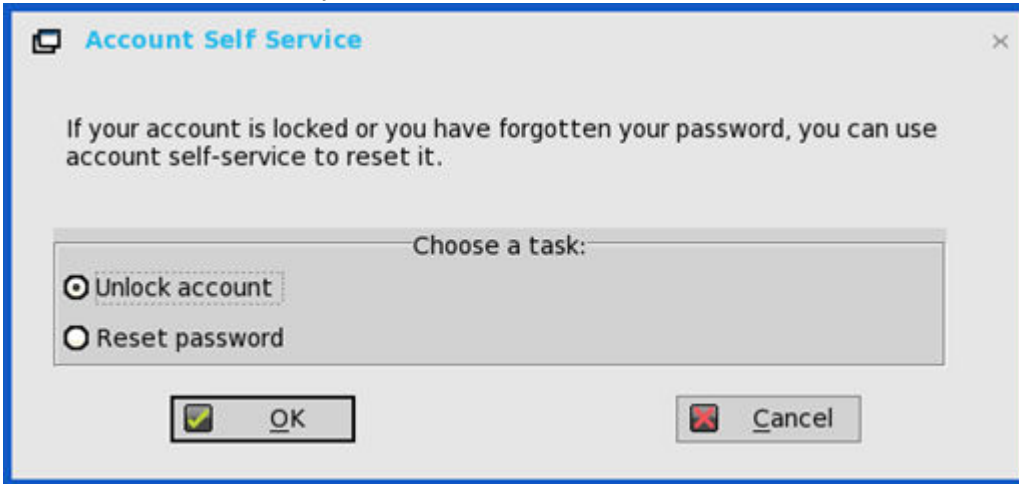 Account Self Service
If your account is locked or you have forgotten your password, you can use
account self-service to reset it.
Choose a task:
Unlock account
Reset password
OK
Cancel